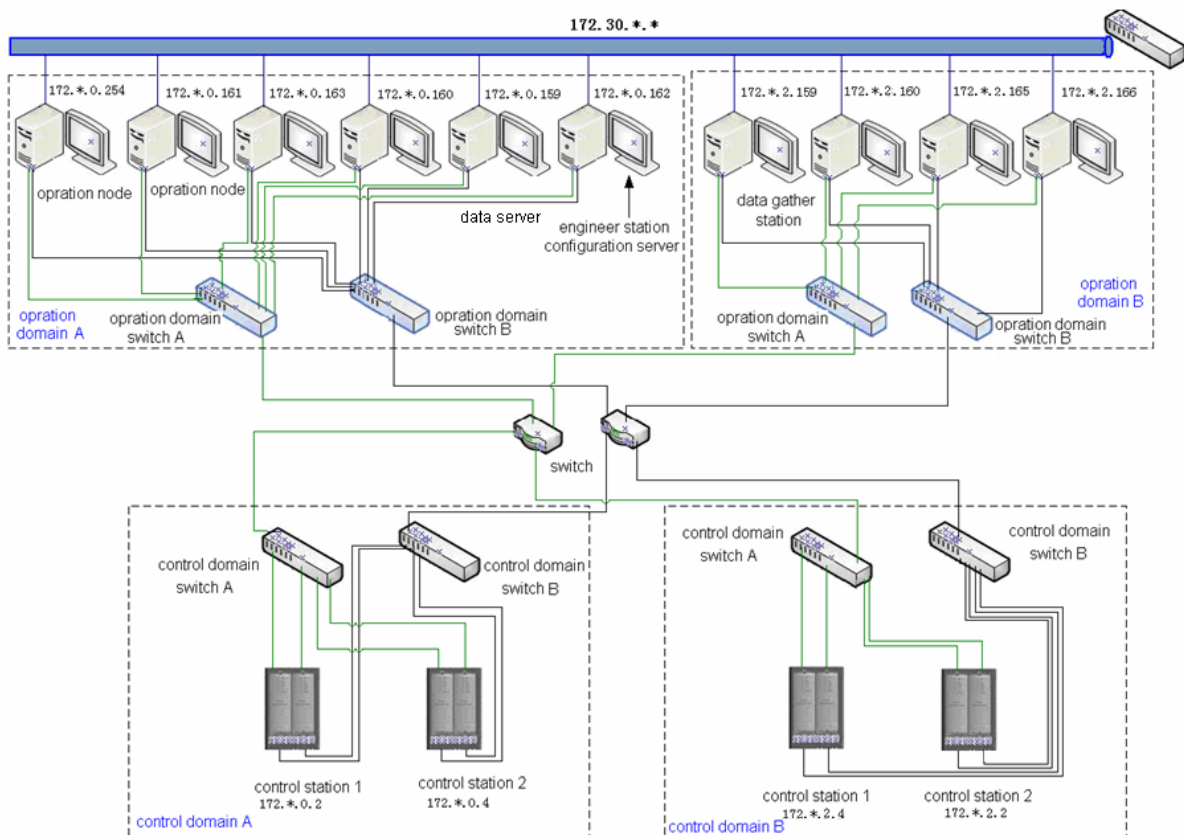 172.30.*.*
172.*.0.254
172.*.0.161
172.*.0.163
172.*.0.160
172.*.0.159
172.*.0.162
172.*.2.159
172.*.2.160
172.*.2.165
172.*.2.166
opration node
opration node
data server
engineer station
configuration server
data gather
station
opration
domain A
opration domain
switch A
opration domain
switch B
opration domain
switch A
opration domain
switch B
opration
domain B
switch
control domain
switch A
control domain
switch B
control domain
switch A
control domain
switch B
control station 1
172.*.0.2
control station 2
172.*.0.4
control station 1
172.*.2.4
control station 2
172.*.2.2
control domain A
control domain B